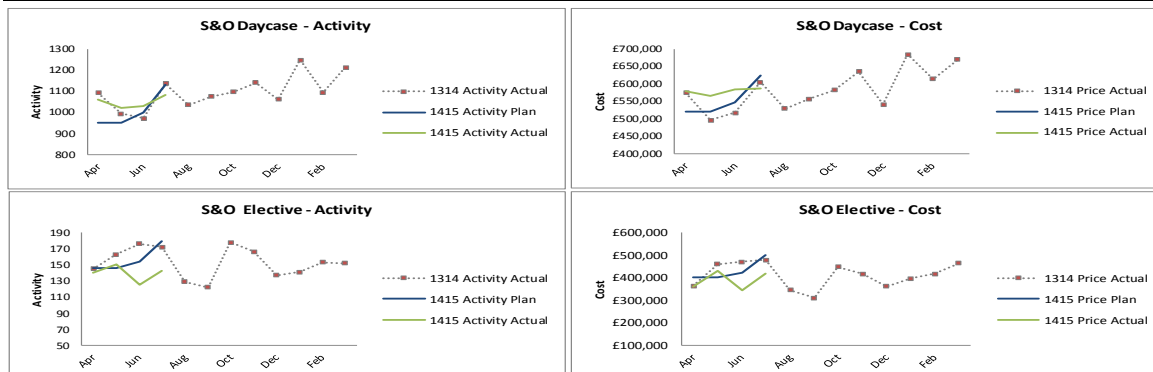 S&O Daycase - Activity
1300
1200
1100
1000
900
800
Activity
Apr
Jun
Aug
Oct
Dec
Feb
1314 Activity Actual
1415 Activity Plan
1415 Activity Actual
S&O Daycase - Cost
£700,000
£650,000
£600,000
£550,000
£500,000
£450,000
£400,000
Cost
Apr
Jun
Aug
Oct
Dec
Feb
1314 Price Actual
1415 Price Plan
1415 Price Actual
S&O Elective - Activity
190
170
150
130
110
90
70
50
Activity
Apr
Jun
Aug
Oct
Dec
Feb
1314 Activity Actual
1415 Activity Plan
1415 Activity Actual
S&O Elective - Cost
£600,000
£500,000
£400,000
£300,000
£200,000
£100,000
Cost
Apr
Jun
Aug
Oct
Dec
Feb
1314 Price Actual
1415 Price Plan
1415 Price Actual